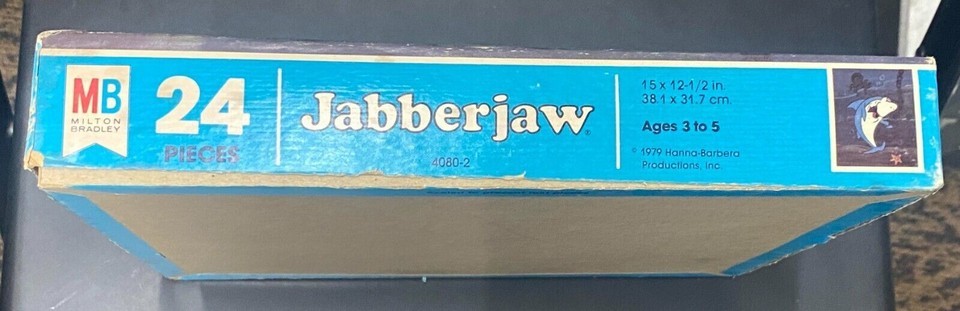 MB
MILTON
BRADLEY
24
PIECES
Jabberjaw®
4080-2
15 x 12-1/2 in.
38.1 x 31.7 cm.
Ages 3 to 5
© 1979 Hanna-Barbera
Productions, Inc.